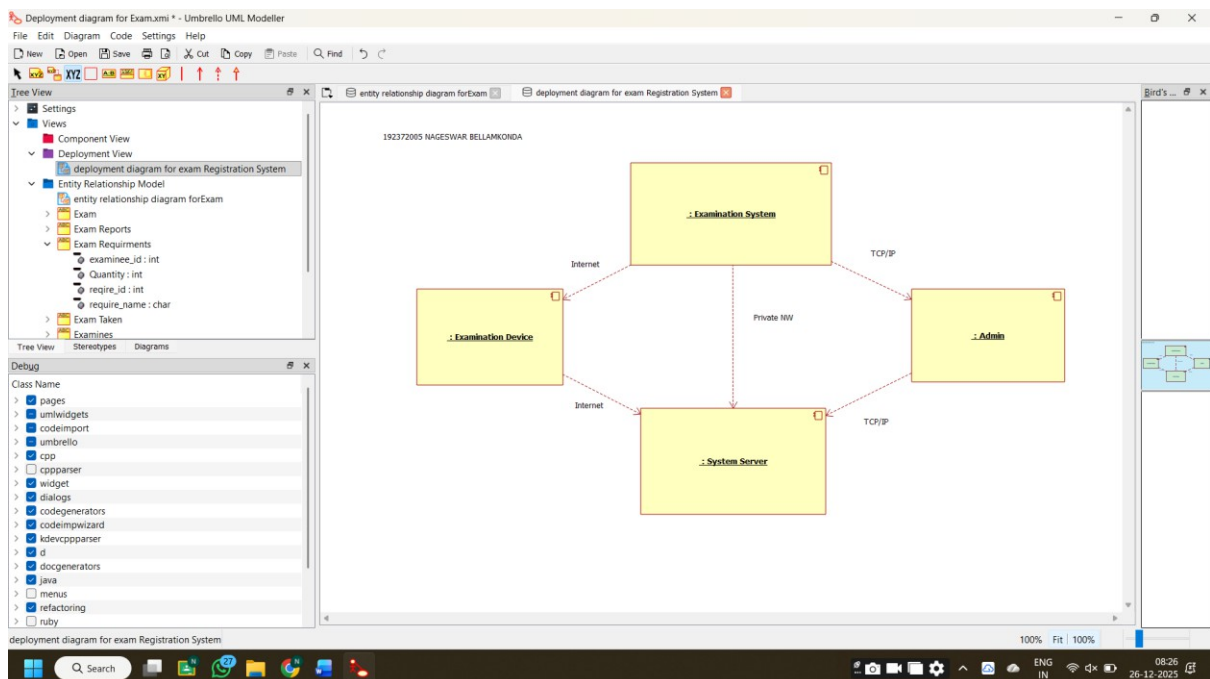 Deployment diagram for Exam.xmi * - Umbrello UML Modeller
File Edit Diagram Code Settings Help
New Open Save Cut Copy Paste Find
XYZ XYZ A:B ABC XY
Tree View
Settings
Views
Component View
Deployment View
deployment diagram for exam Registration System
Entity Relationship Model
entity relationship diagram forExam
Exam
Exam Reports
Exam Requirments
examinee_id : int
Quantity : int
reqire_id : int
require_name : char
Exam Taken
Examines
Tree View Stereotypes Diagrams
Debug
Class Name
pages
umlwidgets
codeimport
umbrello
cpp
cppparser
widget
dialogs
codegenerators
codeimpwizard
kdevcppparser
d
docgenerators
java
menus
refactoring
ruby
entity relationship diagram forExam deployment diagram for exam Registration System
192372005 NAGESWAR BELLAMKONDA
: Examination System
Internet
TCP/IP
: Examination Device
Private NW
: Admin
Internet
TCP/IP
: System Server
Bird's ...
deployment diagram for exam Registration System
100% Fit 100%
Search
27
ENG
IN
08:26
26-12-2025